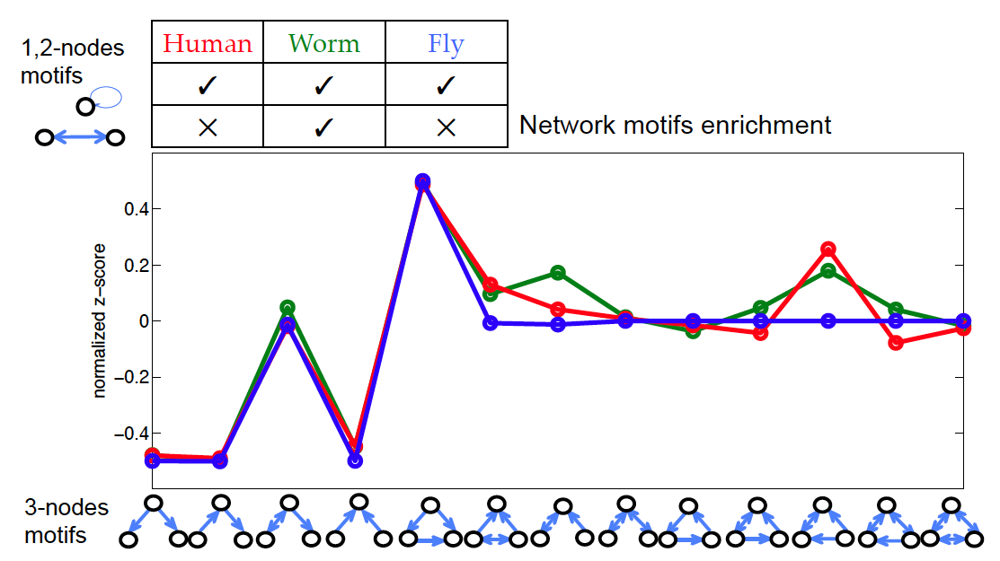 1,2-nodes
motifs
Human Worm Fly
✓ ✓ ✓
× ✓ ×
Network motifs enrichment
normalized z−score
0.4
0.2
0
−0.2
−0.4
3-nodes
motifs